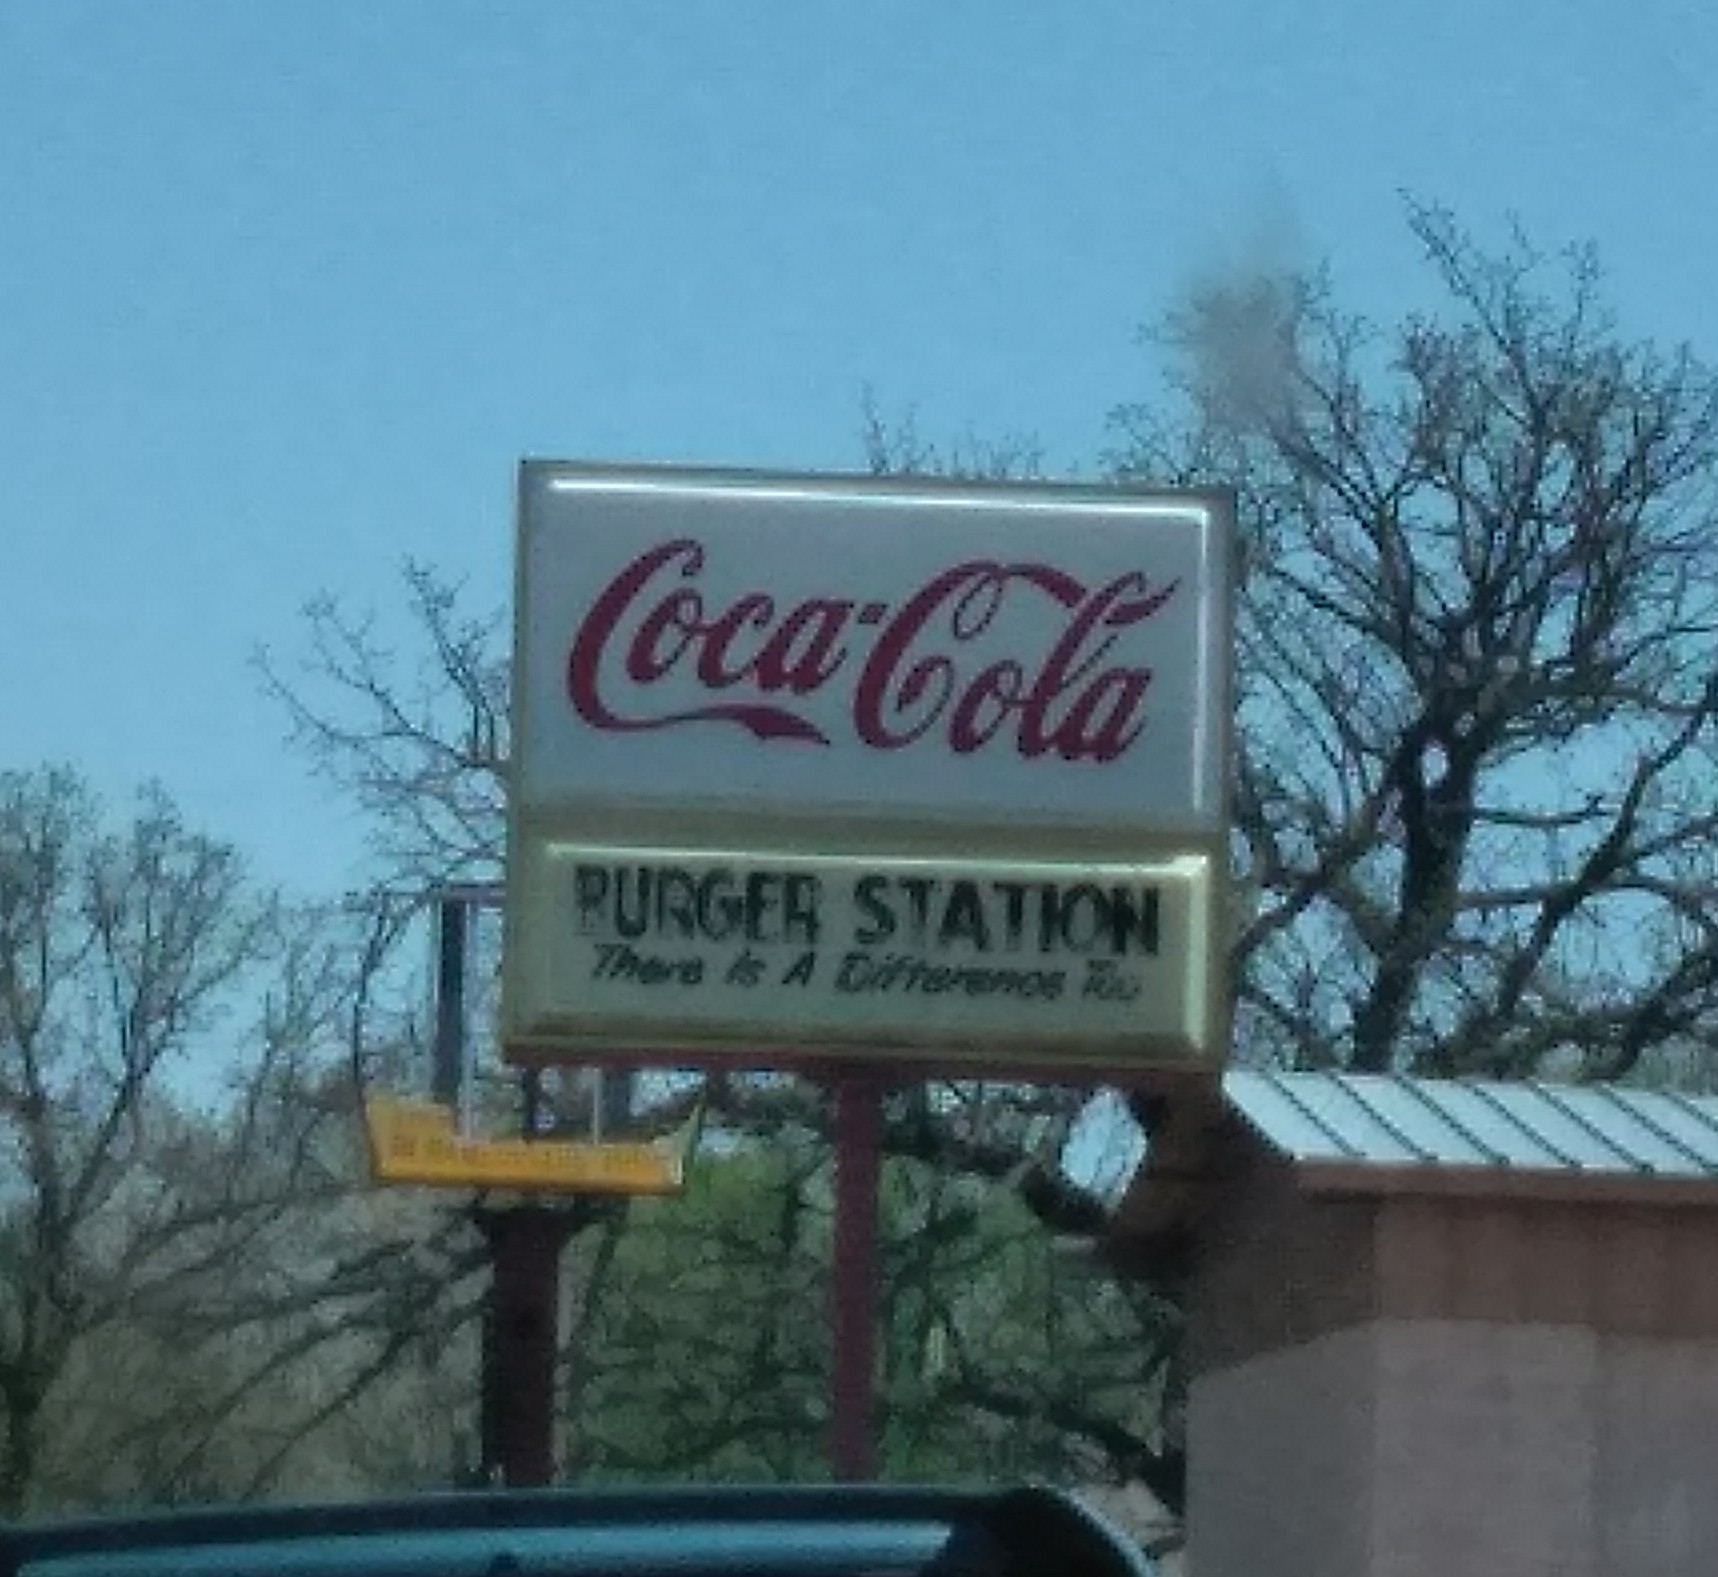 Coca-Cola
BURGER STATION
There Is A Difference Too